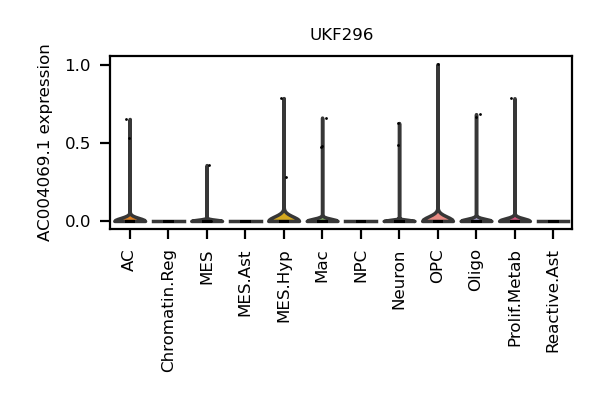 UKF296
AC004069.1 expression
1.0
0.5
0.0
AC
Chromatin.Reg
MES
MES.Ast
MES.Hyp
Mac
NPC
Neuron
OPC
Oligo
Prolif.Metab
Reactive.Ast